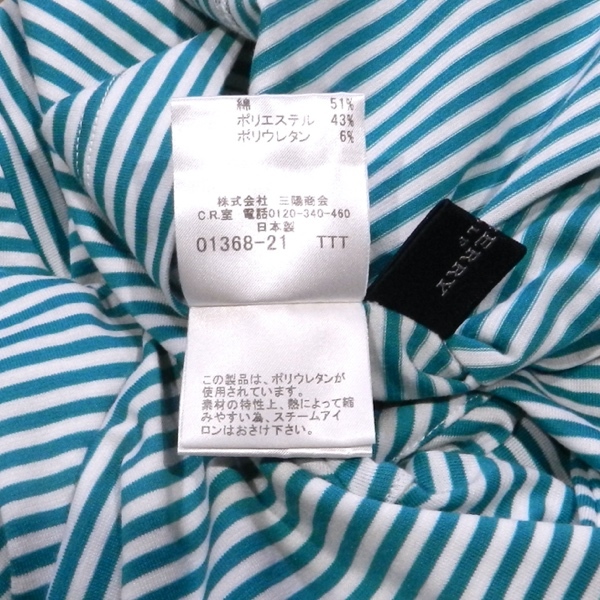 綿 51%
ポリエステル 43%
ポリウレタン 6%
株式会社 三陽商会
C.R.室 電話0120-340-460
日本製
01368-21 TTT
この製品は、ポリウレタンが
使用されています。
素材の特性上、熱によって縮
みやすい為、スチームアイ
ロンはおさけ下さい。